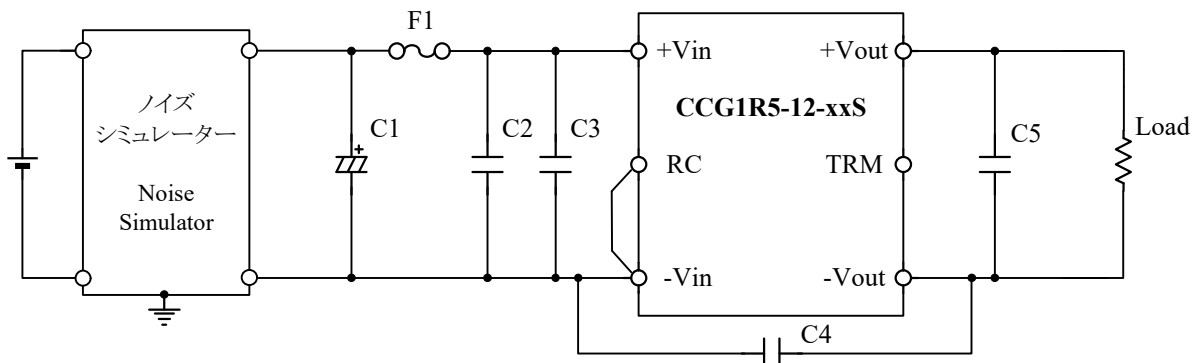 F1
+Vin
+Vout
ノイズ
シミュレーター
CCG1R5-12-xxS
C1
C2
C3
C5
Load
RC
TRM
Noise
Simulator
-Vin
-Vout
C4
+